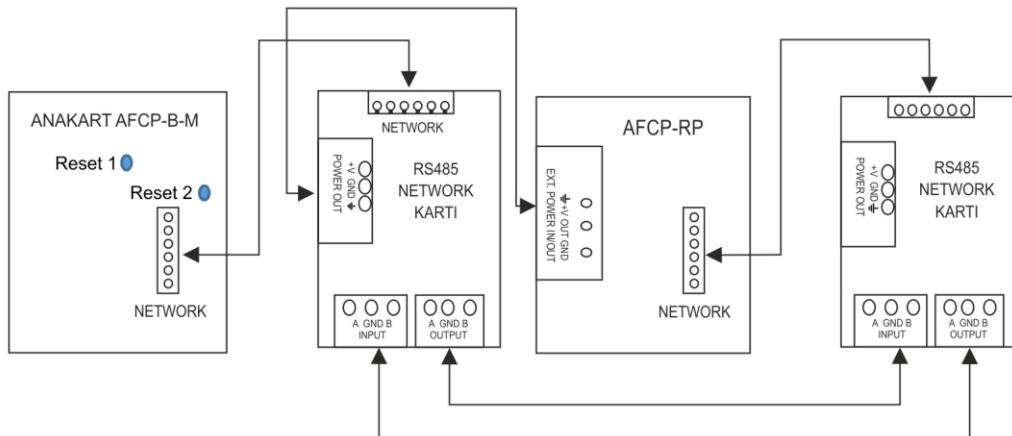 ANAKART AFCP-B-M
Reset 1
Reset 2
NETWORK
NETWORK
+V GND ⏚
POWER OUT
RS485
NETWORK
KARTI
A GND B
INPUT
A GND B
OUTPUT
AFCP-RP
⏚ +V OUT GND
EXT. POWER IN/OUT
NETWORK
+V GND ⏚
POWER OUT
RS485
NETWORK
KARTI
A GND B
INPUT
A GND B
OUTPUT